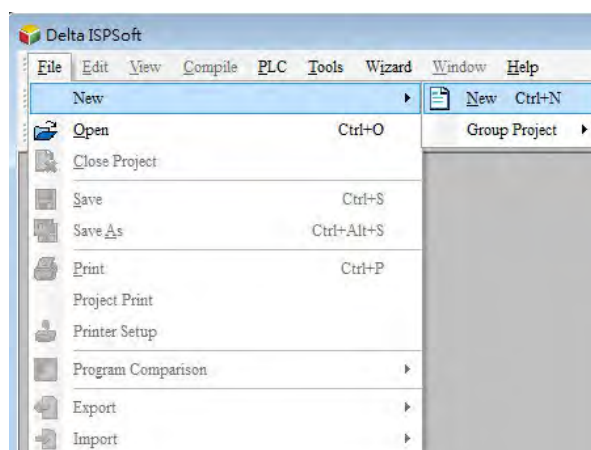 Delta ISPSoft
File Edit View Compile PLC Tools Wizard Window Help
New
New Ctrl+N
Open Ctrl+O
Group Project
Close Project
Save Ctrl+S
Save As Ctrl+Alt+S
Print Ctrl+P
Project Print
Printer Setup
Program Comparison
Export
Import